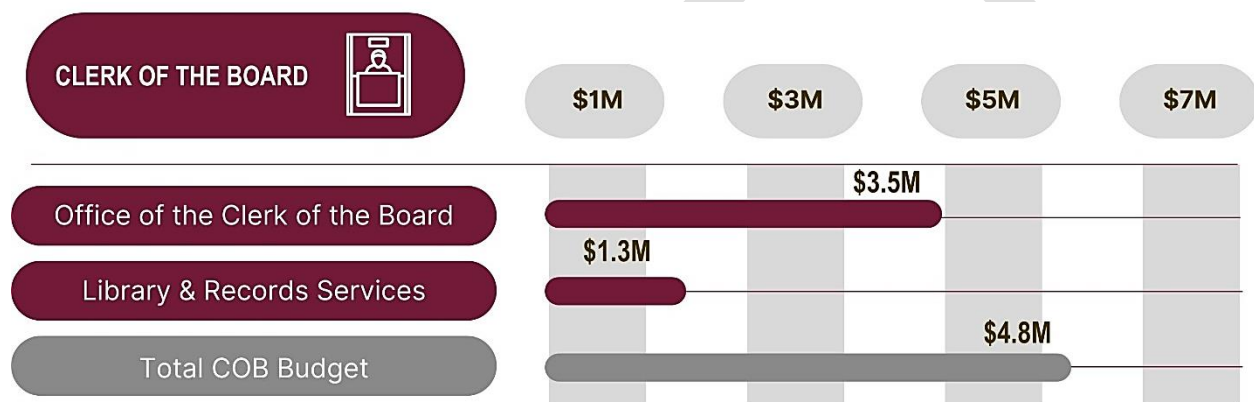 CLERK OF THE BOARD
$1M $3M $5M $7M
Office of the Clerk of the Board $3.5M
Library & Records Services $1.3M
Total COB Budget $4.8M